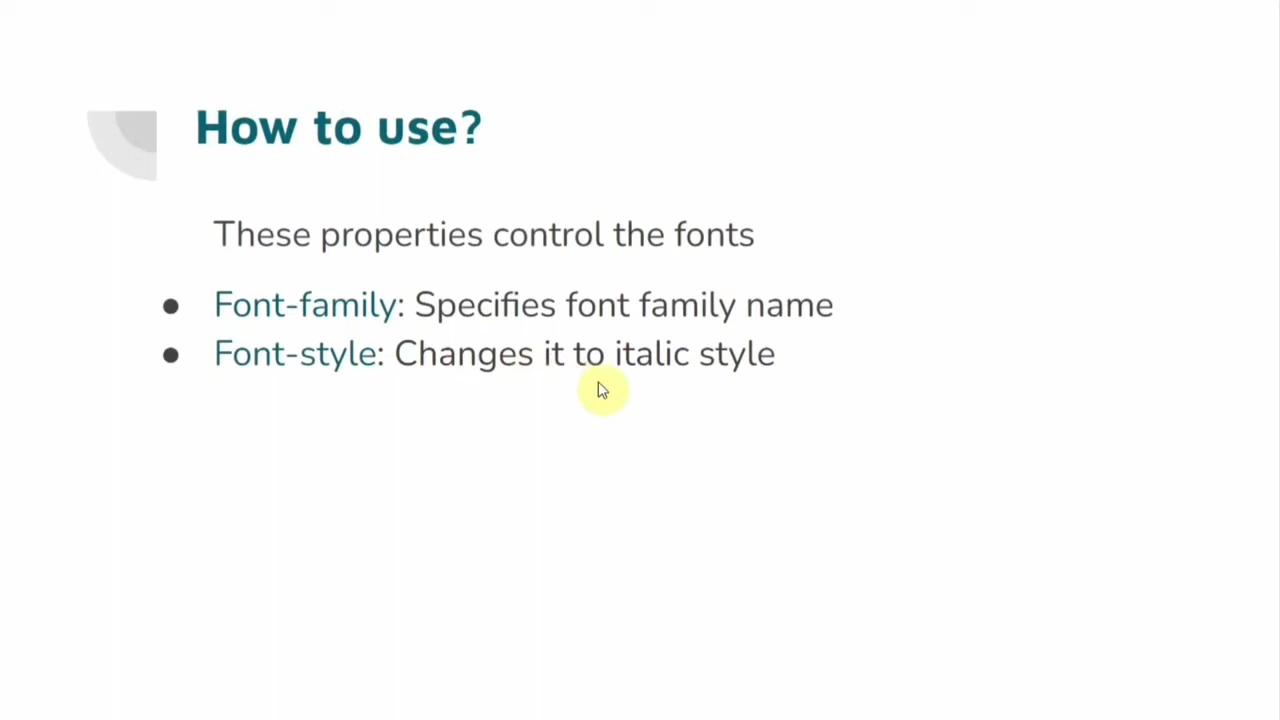 How to use?
These properties control the fonts
● Font-family: Specifies font family name
● Font-style: Changes it to italic style